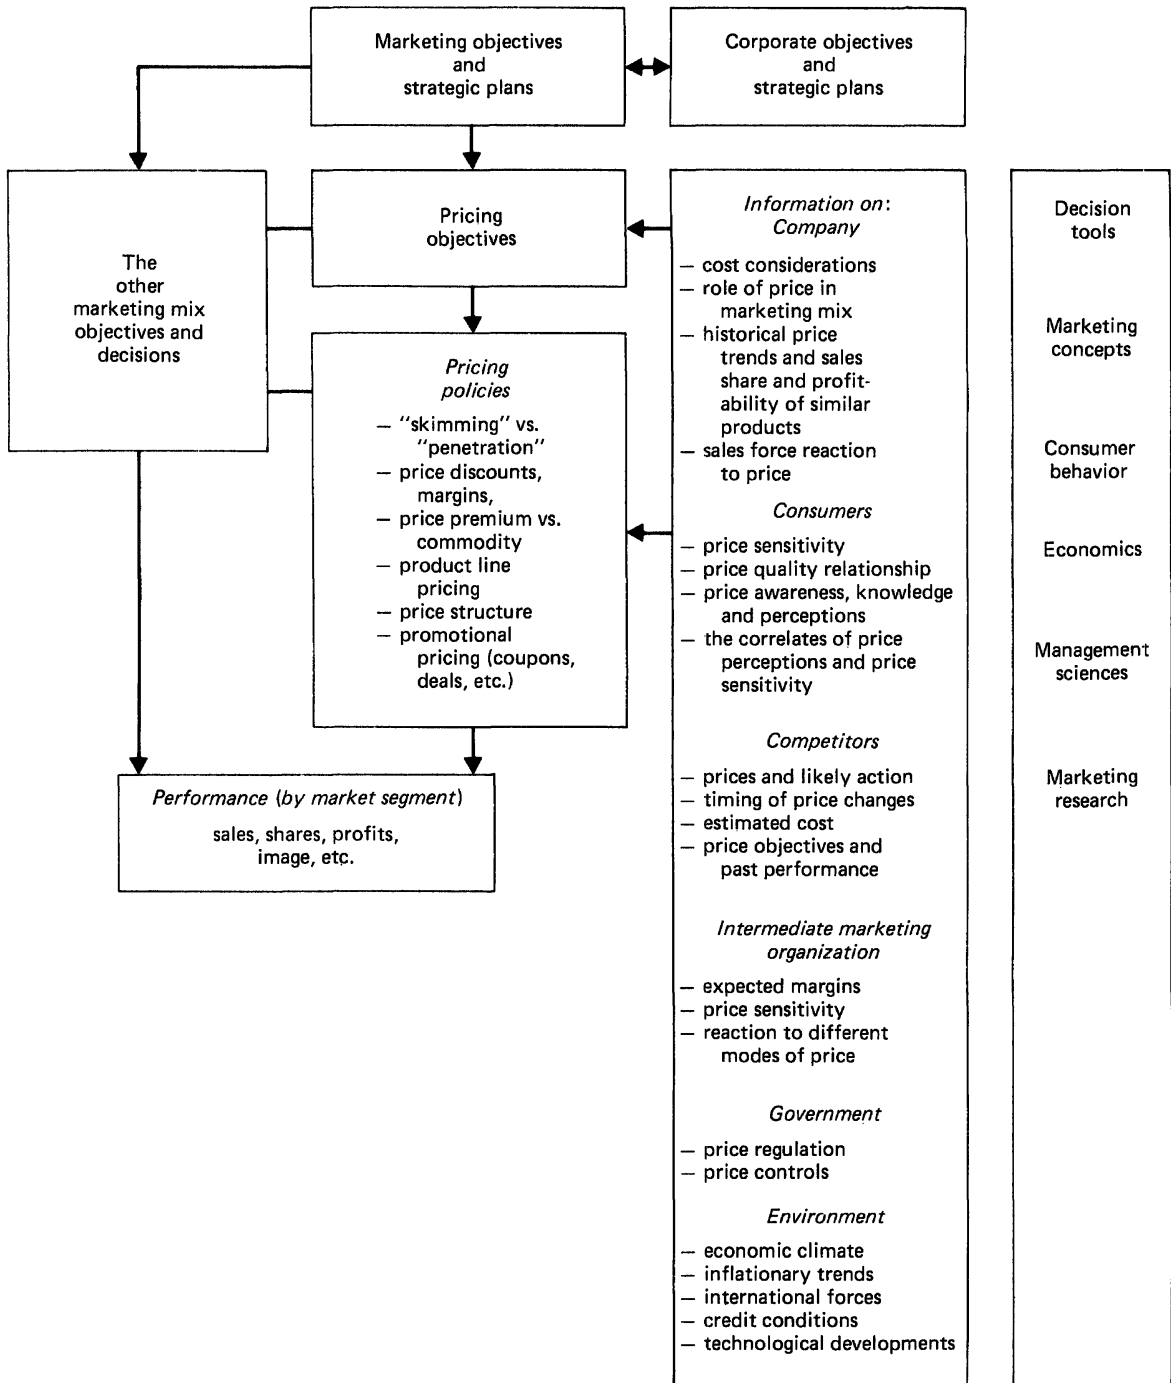 Marketing objectives
and
strategic plans
Corporate objectives
and
strategic plans
The
other
marketing mix
objectives and
decisions
Pricing
objectives
Pricing
policies
— "skimming" vs.
"penetration"
— price discounts,
margins,
— price premium vs.
commodity
— product line
pricing
— price structure
— promotional
pricing (coupons,
deals, etc.)
Performance (by market segment)
sales, shares, profits,
image, etc.
Information on:
Company
— cost considerations
— role of price in
marketing mix
— historical price
trends and sales
share and profit-
ability of similar
products
— sales force reaction
to price
Consumers
— price sensitivity
— price quality relationship
— price awareness, knowledge
and perceptions
— the correlates of price
perceptions and price
sensitivity
Competitors
— prices and likely action
— timing of price changes
— estimated cost
— price objectives and
past performance
Intermediate marketing
organization
— expected margins
— price sensitivity
— reaction to different
modes of price
Government
— price regulation
— price controls
Environment
— economic climate
— inflationary trends
— international forces
— credit conditions
— technological developments
Decision
tools
Marketing
concepts
Consumer
behavior
Economics
Management
sciences
Marketing
research